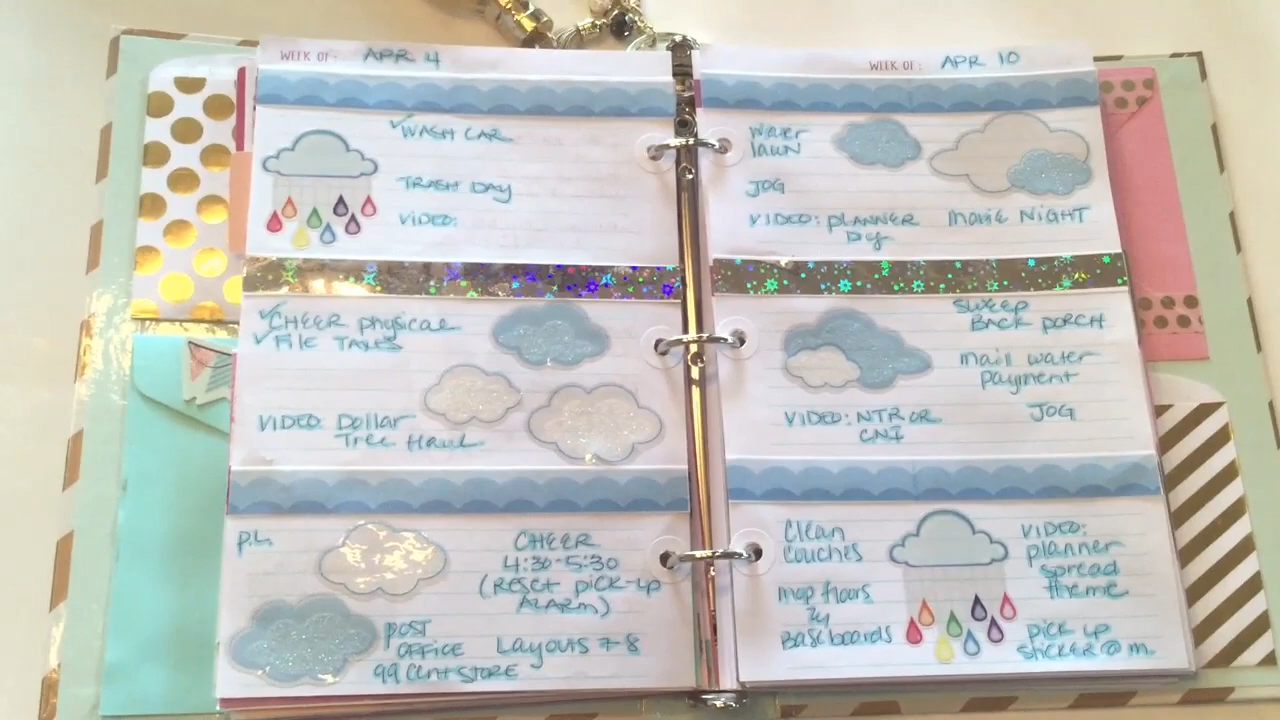 WEEK OF: APR 4
✓WASH CAR
TRASH DAY
VIDEO:
✓CHEER physical
✓FILE TAXES
VIDEO: Dollar
Tree Haul
P.L.
CHEER
4:30-5:30
(RESET PICK-UP
ALARM)
POST
OFFICE
99 CENT STORE
Layouts 7-8
WEEK OF: APR 10
Water
lawn
JOG
VIDEO: PLANNER
DIY
MOVIE NIGHT
SWEEP
BACK PORCH
mail water
payment
JOG
VIDEO: NTR OR
CNI
Clean
Couches
mop floors
Baseboards
VIDEO:
planner
spread
theme
PICK UP
STICKER @ M.